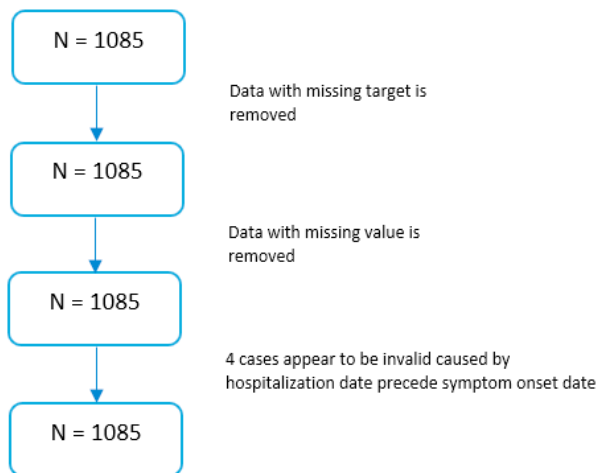 N = 1085
Data with missing target is
removed
N = 1085
Data with missing value is
removed
N = 1085
4 cases appear to be invalid caused by
hospitalization date precede symptom onset date
N = 1085